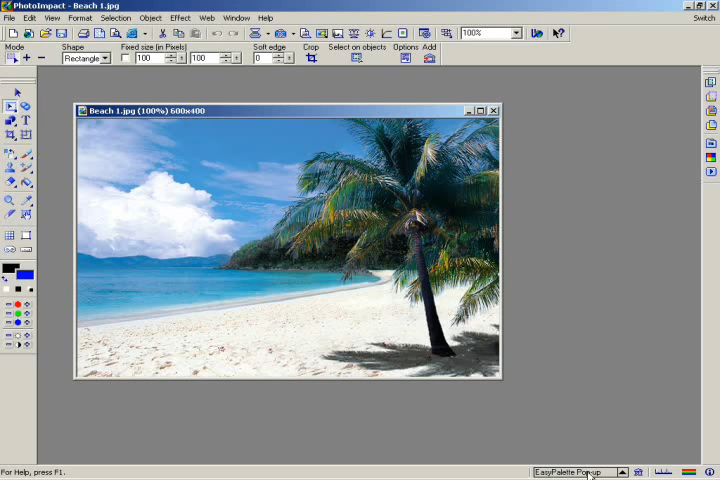 PhotoImpact - Beach 1.jpg
File Edit View Format Selection Object Effect Web Window Help Switch
100%
Mode Shape Fixed size (in Pixels) Soft edge Crop Select on objects Options Add
Rectangle 100 100 0
Beach 1.jpg (100%) 600x400
T
For Help, press F1. EasyPalette Pop-up